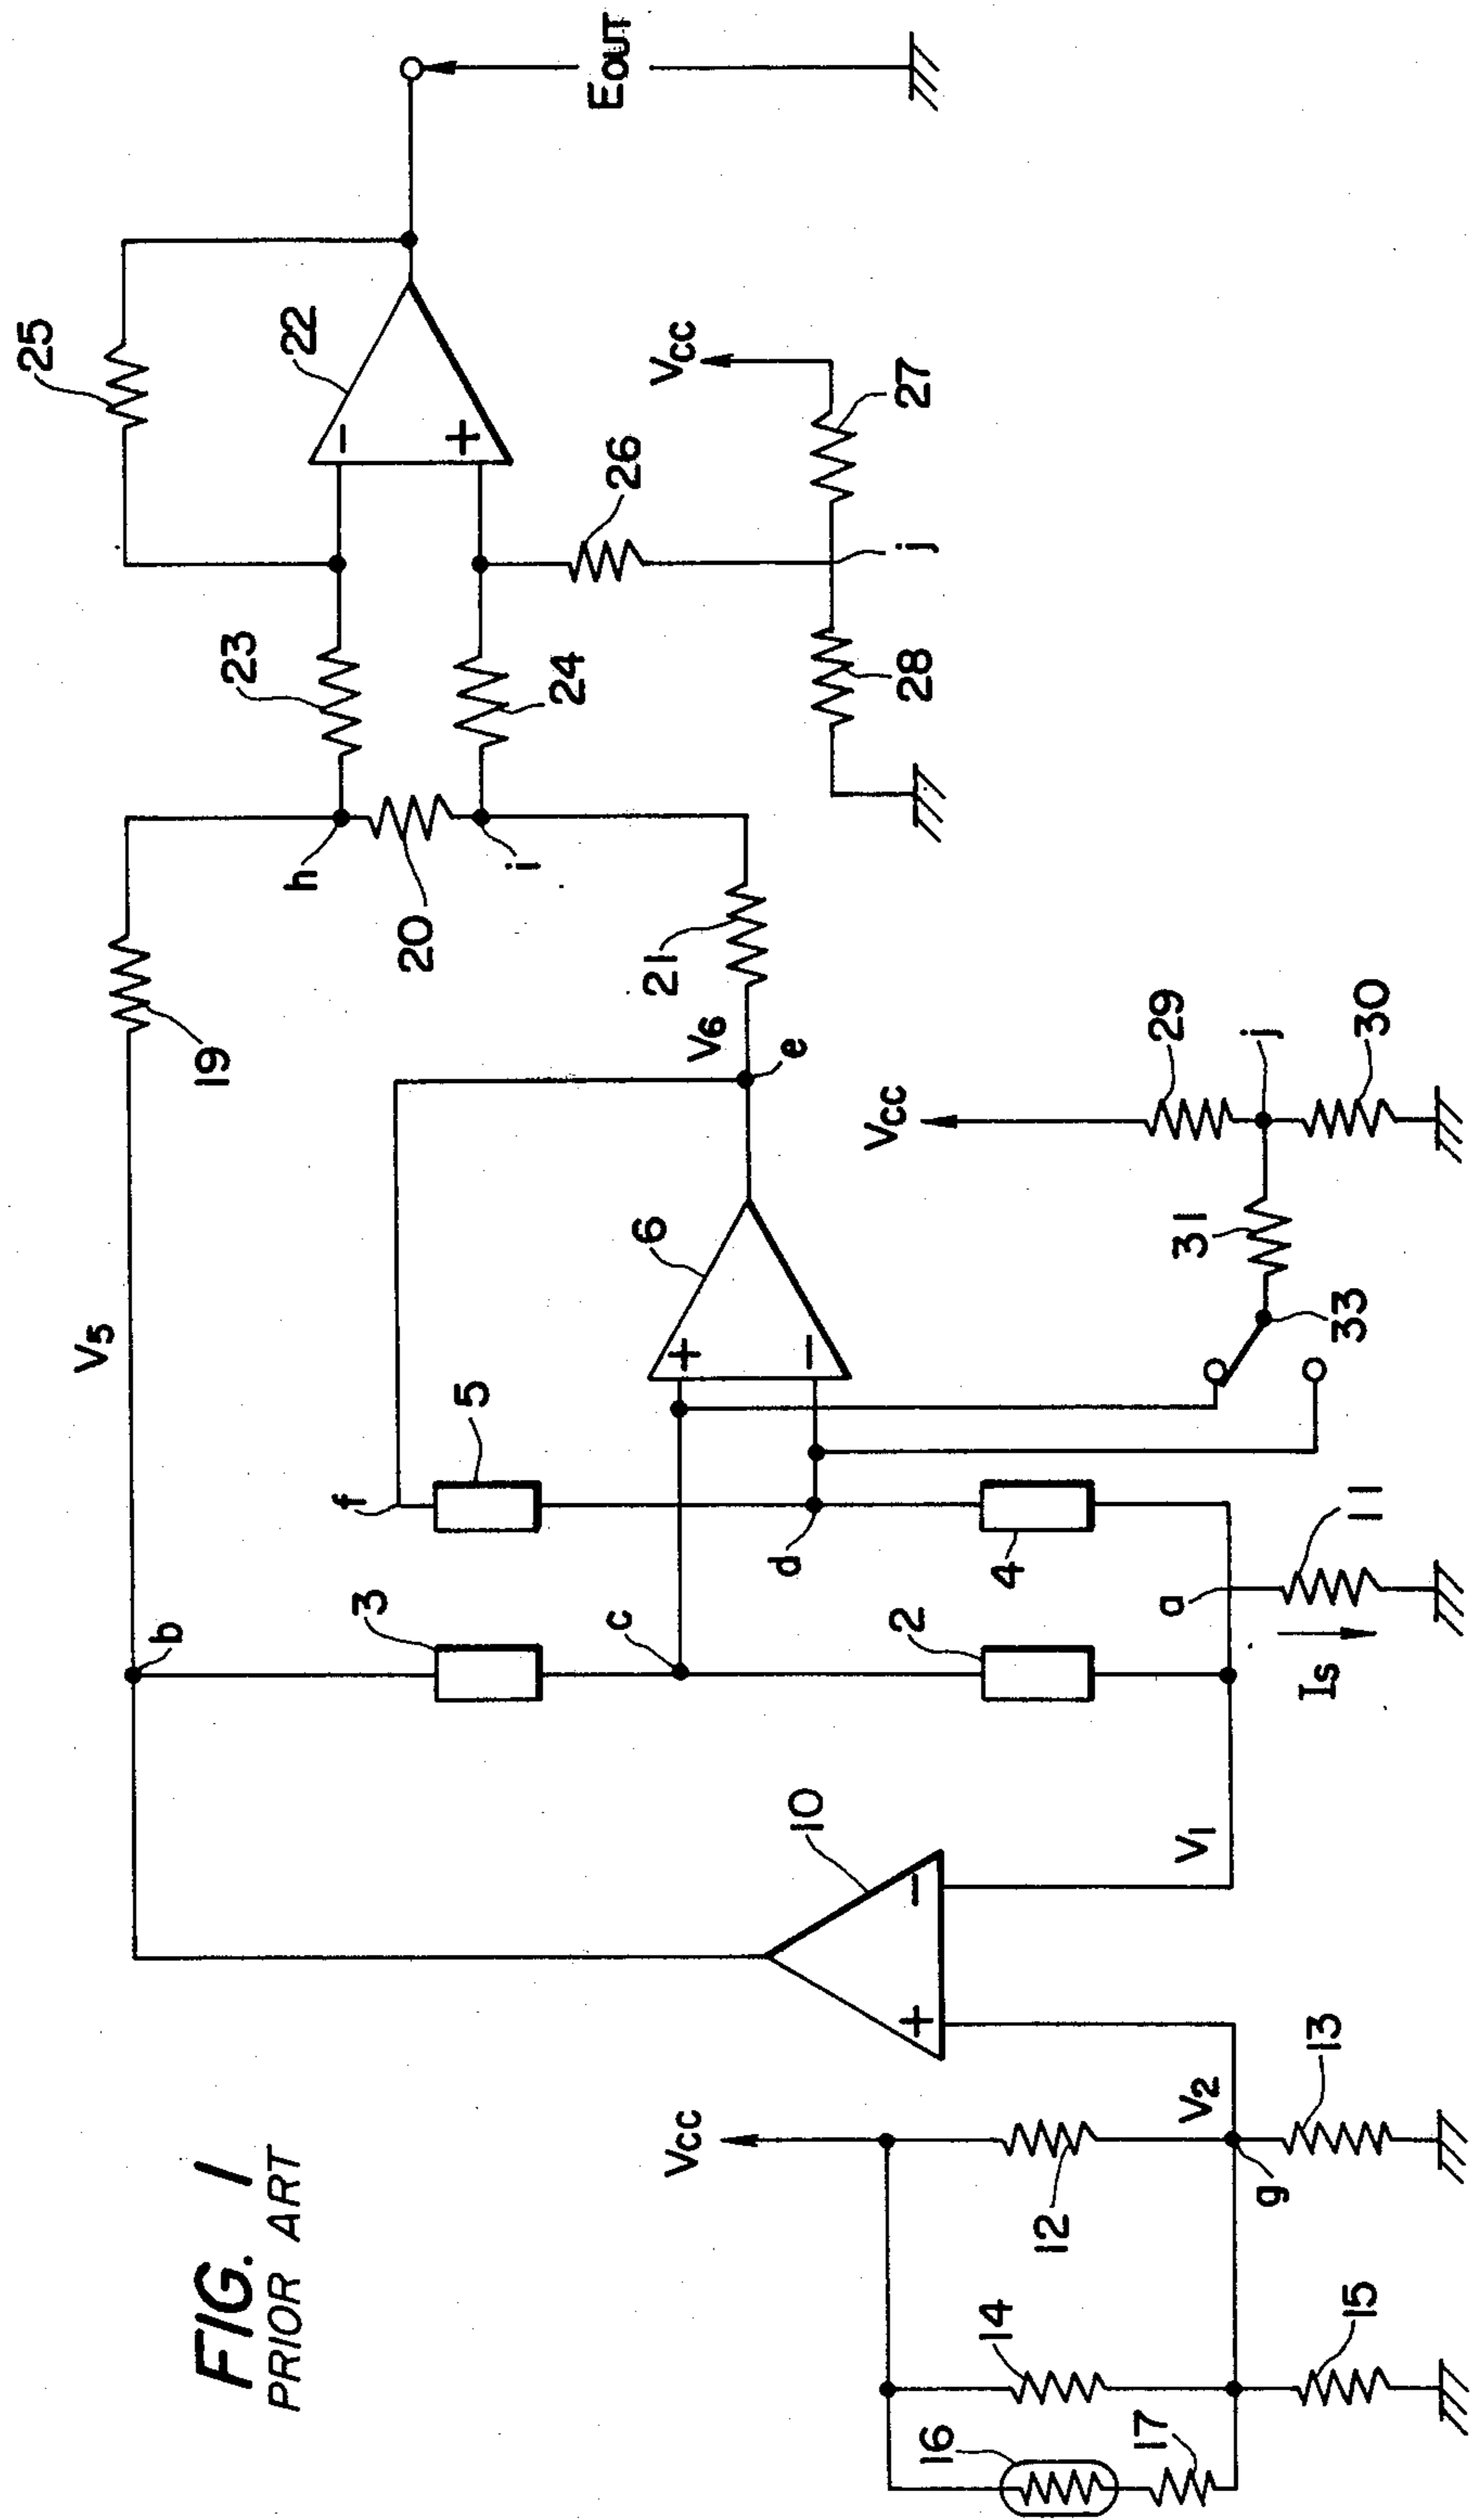 FIG. 1
PRIOR ART
25
22
EOUT
−
+
23
24
26
VCC
27
28
j
h
20
i
19
V5
21
V6
e
b
3
f
5
6
+
−
c
d
VCC
29
j
30
31
33
2
4
a
11
IS
10
+
−
V1
VCC
12
V2
g
13
14
15
16
17